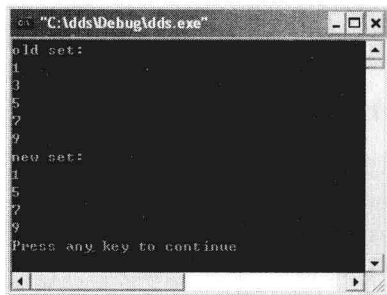 "C:\dds\Debug\dds.exe"
old set:
1
3
5
7
9
new set:
1
5
7
9
Press any key to continue